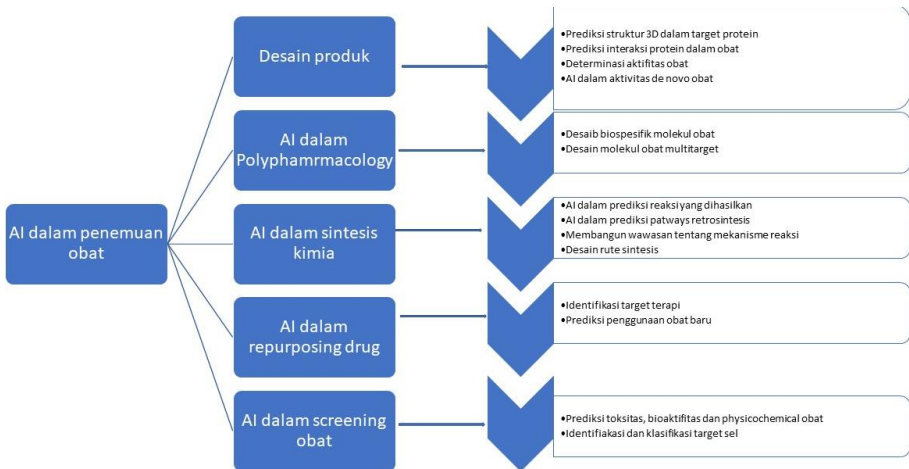 AI dalam penemuan
obat
Desain produk
•Prediksi struktur 3D dalam target protein
•Prediksi interaksi protein dalam obat
•Determinasi aktifitas obat
•AI dalam aktivitas de novo obat
AI dalam
Polyphamrmacology
•Desaib biospesifik molekul obat
•Desain molekul obat multitarget
AI dalam sintesis
kimia
•AI dalam prediksi reaksi yang dihasilkan
•AI dalam prediksi patways retrosintesis
•Membangun wawasan tentang mekanisme reaksi
•Desain rute sintesis
AI dalam
repurposing drug
•Identifikasi target terapi
•Prediksi penggunaan obat baru
AI dalam screening
obat
•Prediksi toksitas, bioaktifitas dan physicochemical obat
•Identifiakasi dan klasifikasi target sel